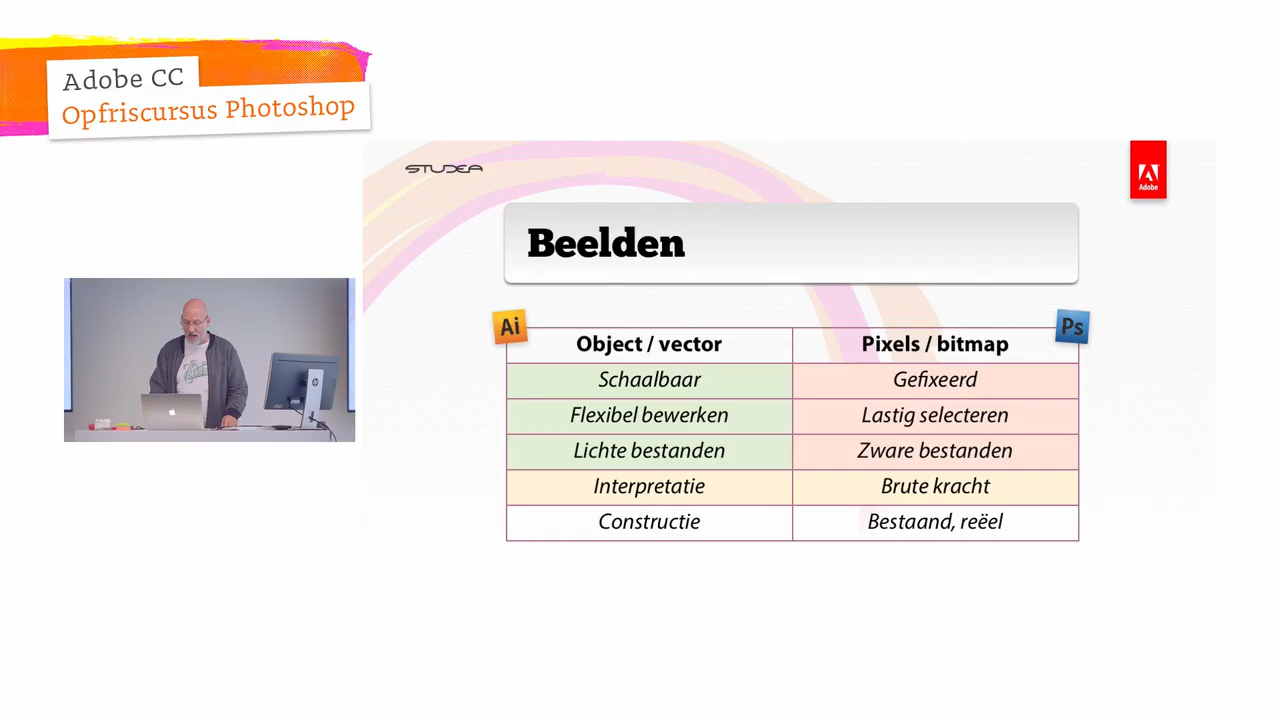 Adobe CC
Opfriscursus Photoshop
STUDEA
Adobe
Beelden
Ai
Ps
Object / vector
Pixels / bitmap
Schaalbaar
Gefixeerd
Flexibel bewerken
Lastig selecteren
Lichte bestanden
Zware bestanden
Interpretatie
Brute kracht
Constructie
Bestaand, reëel